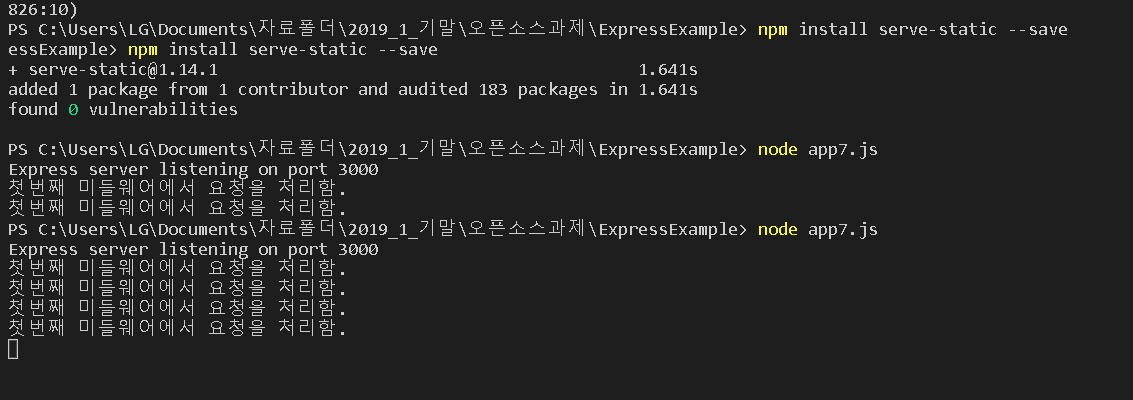 826:10)
PS C:\Users\LG\Documents\자료폴더\2019_1_기말\오픈소스과제\ExpressExample> npm install serve-static --save
essExample> npm install serve-static --save
+ serve-static@1.14.1 1.641s
added 1 package from 1 contributor and audited 183 packages in 1.641s
found 0 vulnerabilities
PS C:\Users\LG\Documents\자료폴더\2019_1_기말\오픈소스과제\ExpressExample> node app7.js
Express server listening on port 3000
첫번째 미들웨어에서 요청을 처리함.
첫번째 미들웨어에서 요청을 처리함.
PS C:\Users\LG\Documents\자료폴더\2019_1_기말\오픈소스과제\ExpressExample> node app7.js
Express server listening on port 3000
첫번째 미들웨어에서 요청을 처리함.
첫번째 미들웨어에서 요청을 처리함.
첫번째 미들웨어에서 요청을 처리함.
첫번째 미들웨어에서 요청을 처리함.